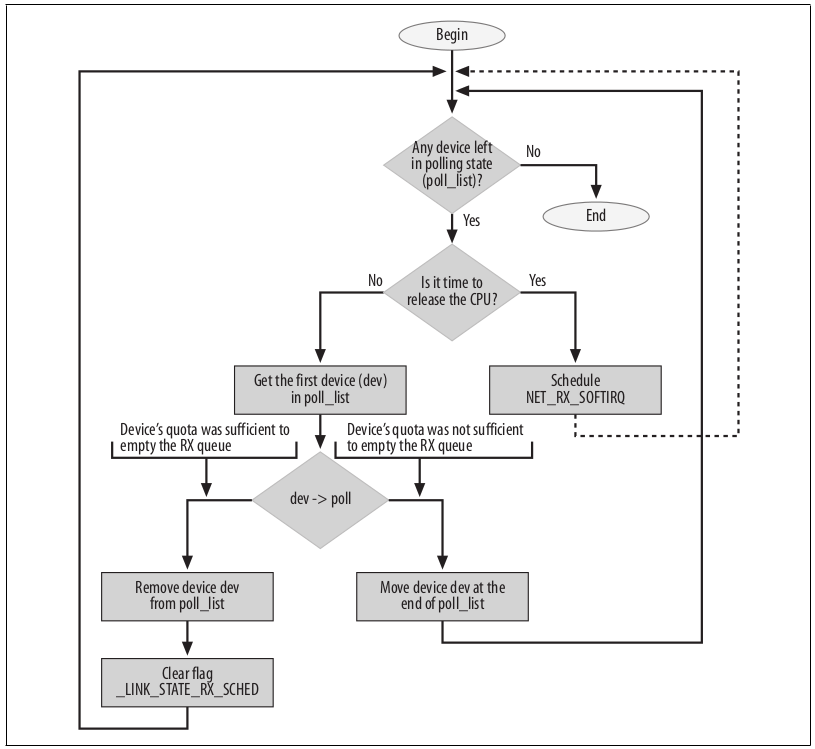 Begin
Any device left
in polling state
(poll_list)?
No
End
Yes
Is it time to
release the CPU?
No
Yes
Get the first device (dev)
in poll_list
Schedule
NET_RX_SOFTIRQ
Device's quota was sufficient to
empty the RX queue
Device's quota was not sufficient
to empty the RX queue
dev -> poll
Remove device dev
from poll_list
Move device dev at the
end of poll_list
Clear flag
_LINK_STATE_RX_SCHED